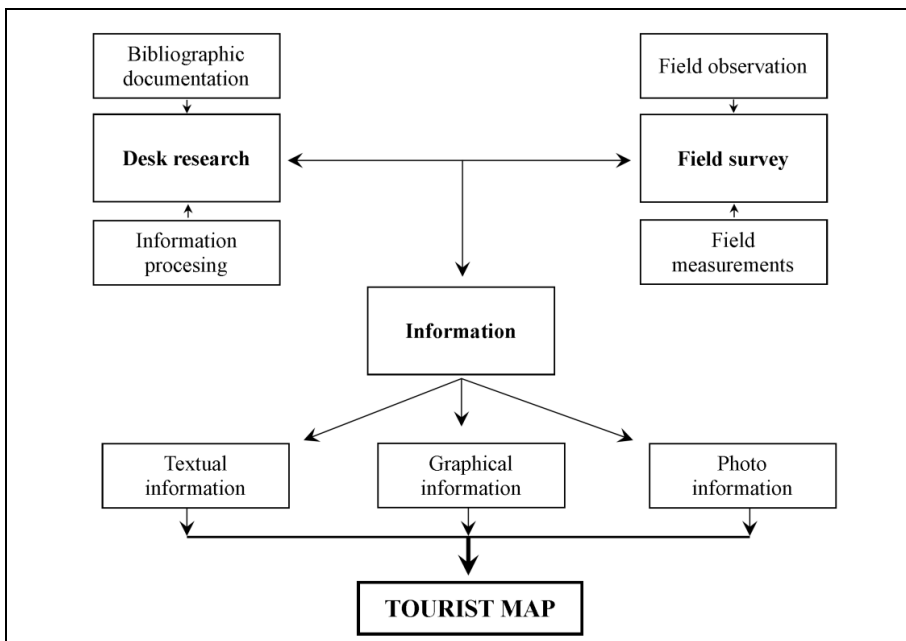 Bibliographic
documentation
Field observation
Desk research
Field survey
Information
procesing
Field
measurements
Information
Textual
information
Graphical
information
Photo
information
TOURIST MAP